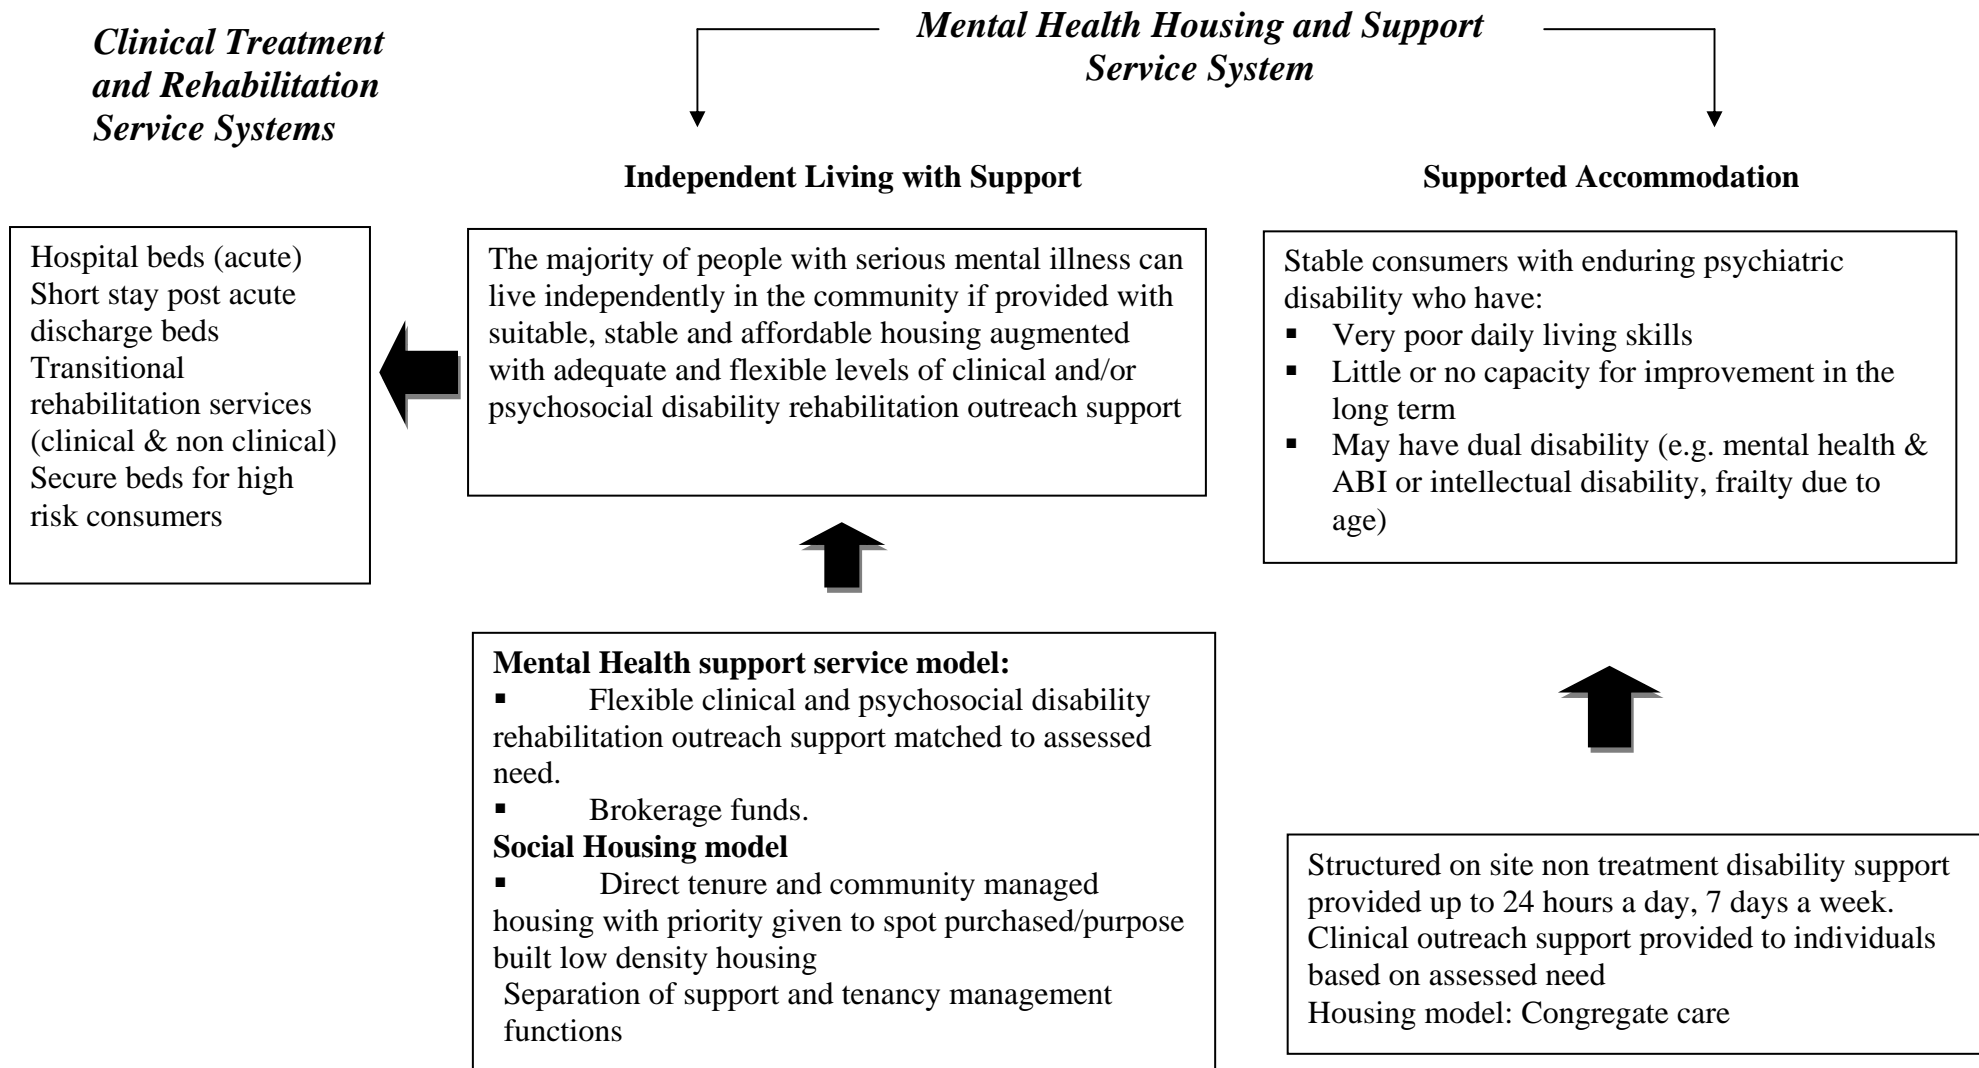 Clinical Treatment
and Rehabilitation
Service Systems
Mental Health Housing and Support
Service System
Independent Living with Support
Supported Accommodation
Hospital beds (acute)
Short stay post acute
discharge beds
Transitional
rehabilitation services
(clinical & non clinical)
Secure beds for high
risk consumers
The majority of people with serious mental illness can
live independently in the community if provided with
suitable, stable and affordable housing augmented
with adequate and flexible levels of clinical and/or
psychosocial disability rehabilitation outreach support
Stable consumers with enduring psychiatric
disability who have:
▪ Very poor daily living skills
▪ Little or no capacity for improvement in the
long term
▪ May have dual disability (e.g. mental health &
ABI or intellectual disability, frailty due to
age)
Mental Health support service model:
▪ Flexible clinical and psychosocial disability
rehabilitation outreach support matched to assessed
need.
▪ Brokerage funds.
Social Housing model
▪ Direct tenure and community managed
housing with priority given to spot purchased/purpose
built low density housing
Separation of support and tenancy management
functions
Structured on site non treatment disability support
provided up to 24 hours a day, 7 days a week.
Clinical outreach support provided to individuals
based on assessed need
Housing model: Congregate care